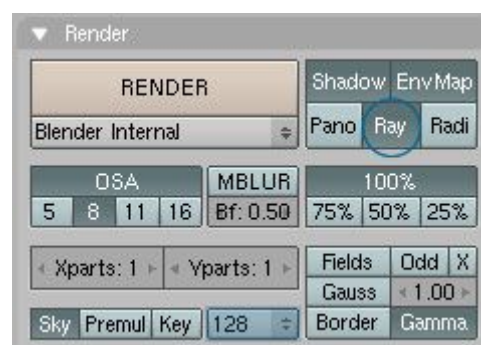 Render
RENDER
Shadow EnvMap
Blender Internal
Pano Ray Radi
OSA MBLUR 100%
5 8 11 16 Bf: 0.50 75% 50% 25%
Xparts: 1 Yparts: 1 Fields Odd X
Gauss 1.00
Sky Premul Key 128 Border Gamma